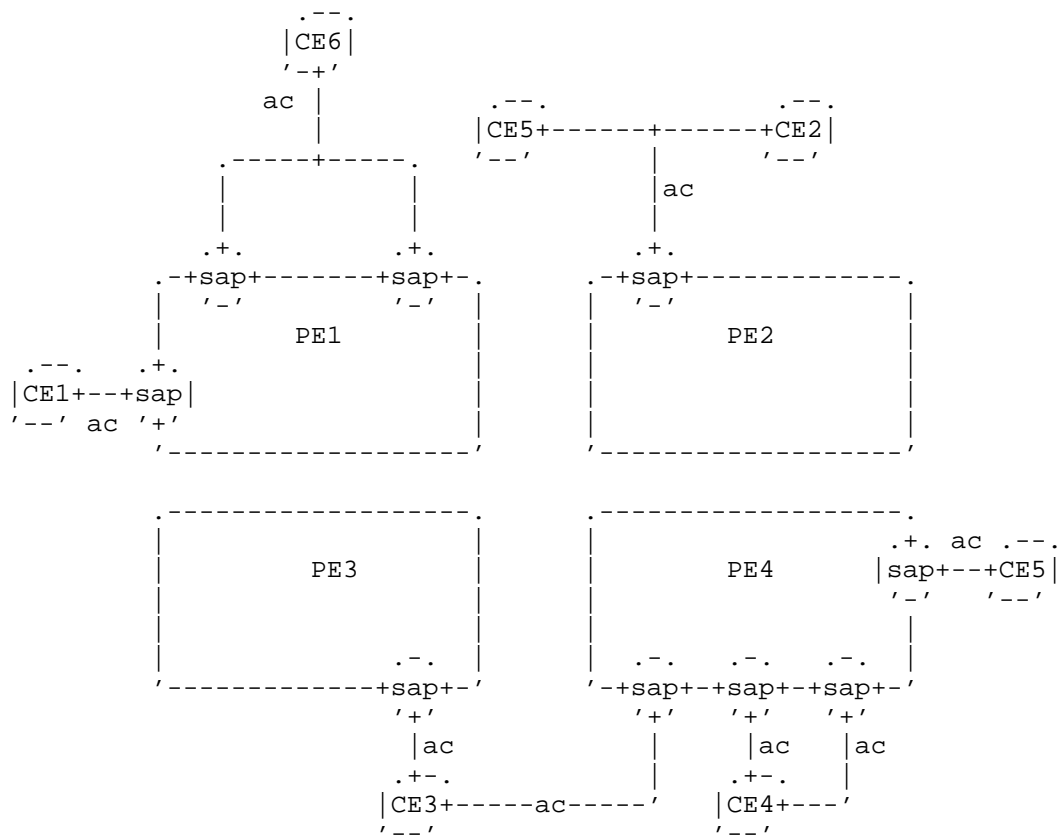 CE6
ac
CE5 CE2
ac
sap sap sap
PE1 PE2
CE1 sap
ac
ac
PE3 PE4 sap CE5
sap sap sap sap
ac ac ac
CE3 ac CE4